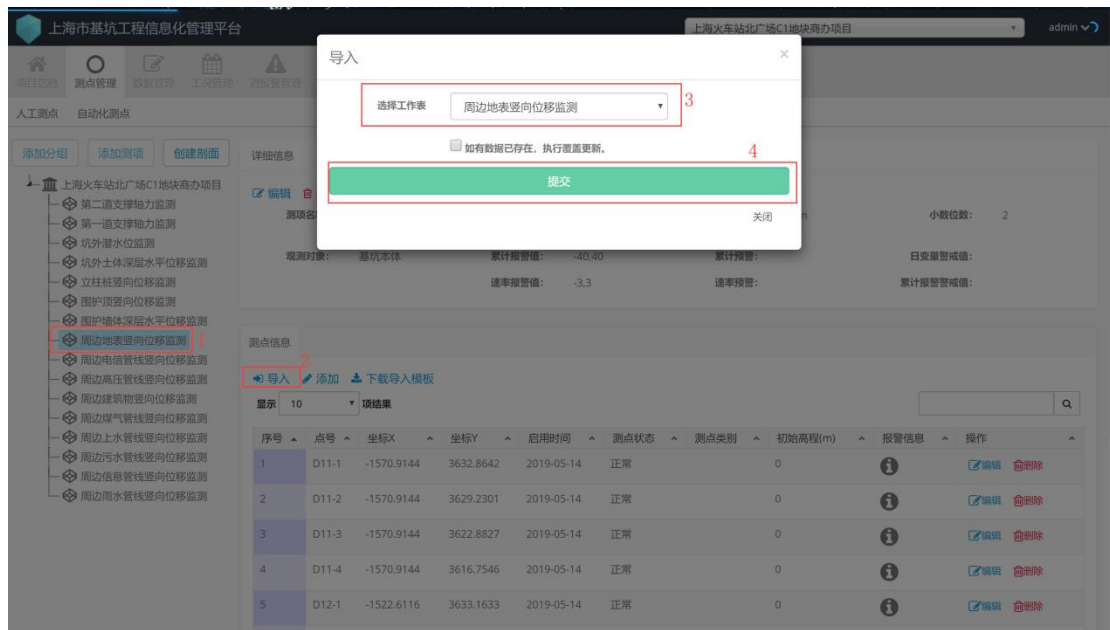 上海市基坑工程信息化管理平台
上海火车站北广场C1地块商办项目
admin
项目信息 测点管理 数据管理 工况管理 测报警管理
人工测点 自动化测点
导入 ×
选择工作表 周边地表竖向位移监测 3
如有数据已存在，执行覆盖更新。 4
提交
关闭
添加分组 添加测项 创建剖面
上海火车站北广场C1地块商办项目
第二道支撑轴力监测
第一道支撑轴力监测
坑外潜水位监测
坑外土体深层水平位移监测
立柱桩竖向位移监测
围护顶竖向位移监测
围护墙体深层水平位移监测
周边地表竖向位移监测 1
周边电信管线竖向位移监测
周边高压管线竖向位移监测
周边建筑物竖向位移监测
周边煤气管线竖向位移监测
周边上水管线竖向位移监测
周边污水管线竖向位移监测
周边信息管线竖向位移监测
周边雨水管线竖向位移监测
详细信息
编辑
测项名 m 小数位数： 2
观测对象： 基坑本体 累计报警值： -40,40 累计预警： 日变量警戒值：
速率报警值： -3,3 速率预警： 累计报警警戒值：
测点信息
2
导入 添加 下载导入模板
显示 10 项结果
序号 点号 坐标X 坐标Y 启用时间 测点状态 测点类别 初始高程(m) 报警信息 操作
1 D11-1 -1570.9144 3632.8642 2019-05-14 正常 0 编辑 删除
2 D11-2 -1570.9144 3629.2301 2019-05-14 正常 0 编辑 删除
3 D11-3 -1570.9144 3622.8827 2019-05-14 正常 0 编辑 删除
4 D11-4 -1570.9144 3616.7546 2019-05-14 正常 0 编辑 删除
5 D12-1 -1522.6116 3633.1633 2019-05-14 正常 0 编辑 删除